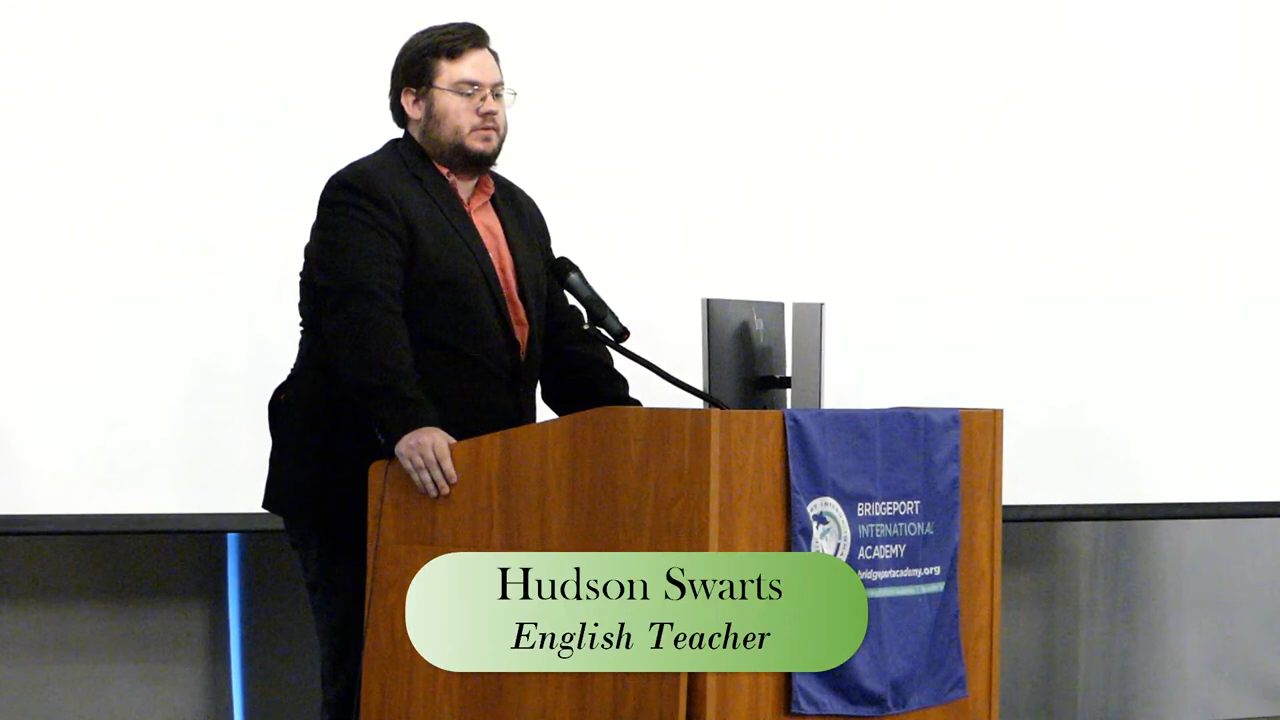 BRIDGEPORT
INTERNATIONAL
ACADEMY
bridgeportacademy.org
Hudson Swarts
English Teacher